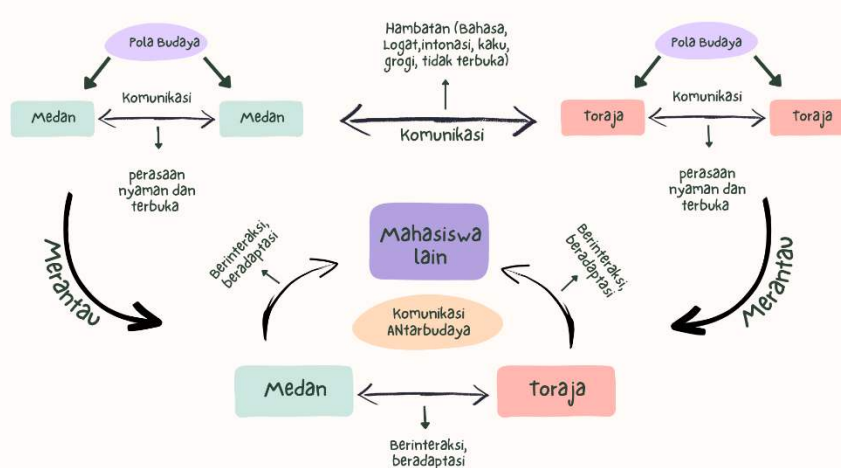 Pola Budaya
Komunikasi
Medan
Medan
perasaan
nyaman dan
terbuka
Hambatan (Bahasa,
Logat,intonasi, kaku,
grogi, tidak terbuka)
Komunikasi
Pola Budaya
Komunikasi
Toraja
Toraja
perasaan
nyaman dan
terbuka
Merantau
Berinteraksi,
beradaptasi
Mahasiswa
lain
Berinteraksi,
beradaptasi
Merantau
Komunikasi
ANtarbudaya
Medan
Toraja
Berinteraksi,
beradaptasi